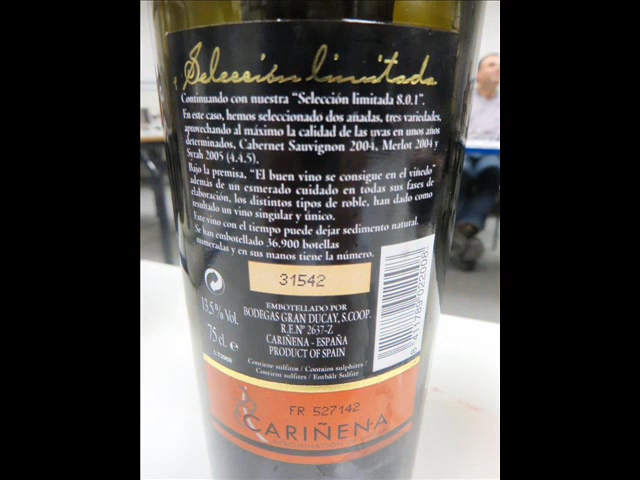 Selección limitada
Continuando con nuestra "Selección limitada 8.0.1".
En este caso, hemos seleccionado dos añadas, tres variedades,
aprovechando al máximo la calidad de las uvas en unos años
determinados, Cabernet Sauvignon 2004, Merlot 2004 y
Syrah 2005 (4.4.5).
Bajo la premisa, "El buen vino se consigue en el viñedo"
además de un esmerado cuidado en todas sus fases de
elaboración, los distintos tipos de roble, han dado como
resultado un vino singular y único.
Este vino con el tiempo puede dejar sedimento natural.
Se han embotellado 36.900 botellas
numeradas y en sus manos tiene la número.
31542
13,5% Vol.
75 cl. e
EMBOTELLADO POR
BODEGAS GRAN DUCAY, S.COOP.
R.E.Nº 2637-Z
CARIÑENA - ESPAÑA
PRODUCT OF SPAIN
Contiene sulfitos / Contains sulphites /
Contient sulfites / Enthält Sulfite
8 411789 022008
FR 527142
CARIÑENA